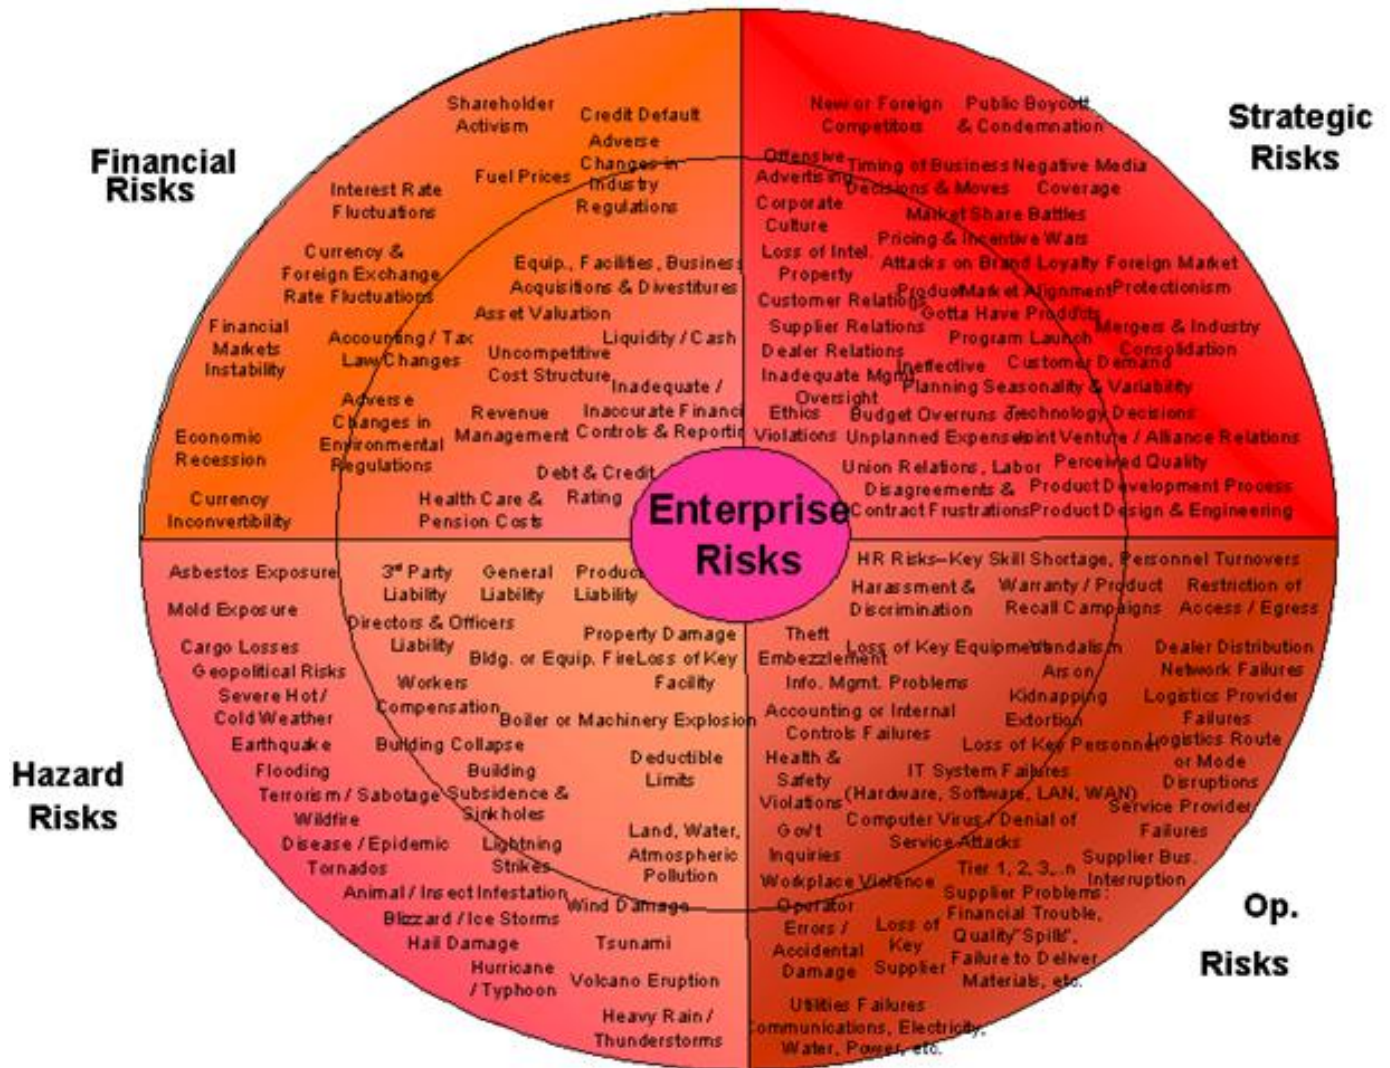 Financial
Risks
Shareholder
Activism
Credit Default
Adverse
Changes in
Industry
Regulations
Fuel Prices
Interest Rate
Fluctuations
Currency &
Foreign Exchange
Rate Fluctuations
Equip., Facilities, Business
Acquisitions & Divestitures
Asset Valuation
Financial
Markets
Instability
Accounting / Tax
Law Changes
Liquidity / Cash
Uncompetitive
Cost Structure
Inadequate /
Inaccurate Financi
Controls & Reportin
Adverse
Changes in
Environmental
Regulations
Revenue
Management
Economic
Recession
Debt & Credit
Rating
Currency
Inconvertibility
Health Care &
Pension Costs
Strategic
Risks
New or Foreign
Competitors
Public Boycott
& Condemnation
Offensive
Advertising
Timing of Business
Decisions & Moves
Negative Media
Coverage
Corporate
Culture
Market Share Battles
Pricing & Incentive Wars
Loss of Intel.
Property
Attacks on Brand Loyalty
Foreign Market
Protectionism
Customer Relations
Product-Market Alignment
Gotta Have Products
Supplier Relations
Program Launch
Mergers & Industry
Consolidation
Dealer Relations
Ineffective
Planning
Customer Demand
Seasonality & Variability
Inadequate Mgmt.
Oversight
Ethics
Violations
Budget Overruns or
Unplanned Expenses
Technology Decisions
Joint Venture / Alliance Relations
Union Relations, Labor
Disagreements &
Contract Frustrations
Perceived Quality
Product Development Process
Product Design & Engineering
Enterprise
Risks
Hazard
Risks
Asbestos Exposure
3rd Party
Liability
General
Liability
Product
Liability
Mold Exposure
Directors & Officers
Liability
Property Damage
Cargo Losses
Bldg. or Equip. Fire
Loss of Key
Facility
Geopolitical Risks
Severe Hot /
Cold Weather
Workers
Compensation
Boiler or Machinery Explosion
Earthquake
Building Collapse
Deductible
Limits
Flooding
Building
Subsidence &
Sinkholes
Terrorism / Sabotage
Wildfire
Disease / Epidemic
Lightning
Strikes
Land, Water,
Atmospheric
Pollution
Tornados
Animal / Insect Infestation
Wind Damage
Blizzard / Ice Storms
Hail Damage
Tsunami
Hurricane
/ Typhoon
Volcano Eruption
Heavy Rain /
Thunderstorms
Op.
Risks
HR Risks–Key Skill Shortage, Personnel Turnovers
Harassment &
Discrimination
Warranty / Product
Recall Campaigns
Restriction of
Access / Egress
Theft
Embezzlement
Loss of Key Equipment
Vandalism
Arson
Dealer Distribution
Network Failures
Info. Mgmt. Problems
Kidnapping
Extortion
Logistics Provider
Failures
Accounting or Internal
Controls Failures
Loss of Key Personnel
Logistics Route
or Mode
Disruptions
Health &
Safety
Violations
IT System Failures
(Hardware, Software, LAN, WAN)
Service Provider
Failures
Gov't
Inquiries
Computer Virus / Denial of
Service Attacks
Workplace Violence
Tier 1, 2, 3,..n
Supplier Problems:
Financial Trouble,
Quality "Spills",
Failure to Deliver
Materials, etc.
Supplier Bus.
Interruption
Operator
Errors /
Accidental
Damage
Loss of
Key
Supplier
Utilities Failures
Communications, Electricity,
Water, Power, etc.